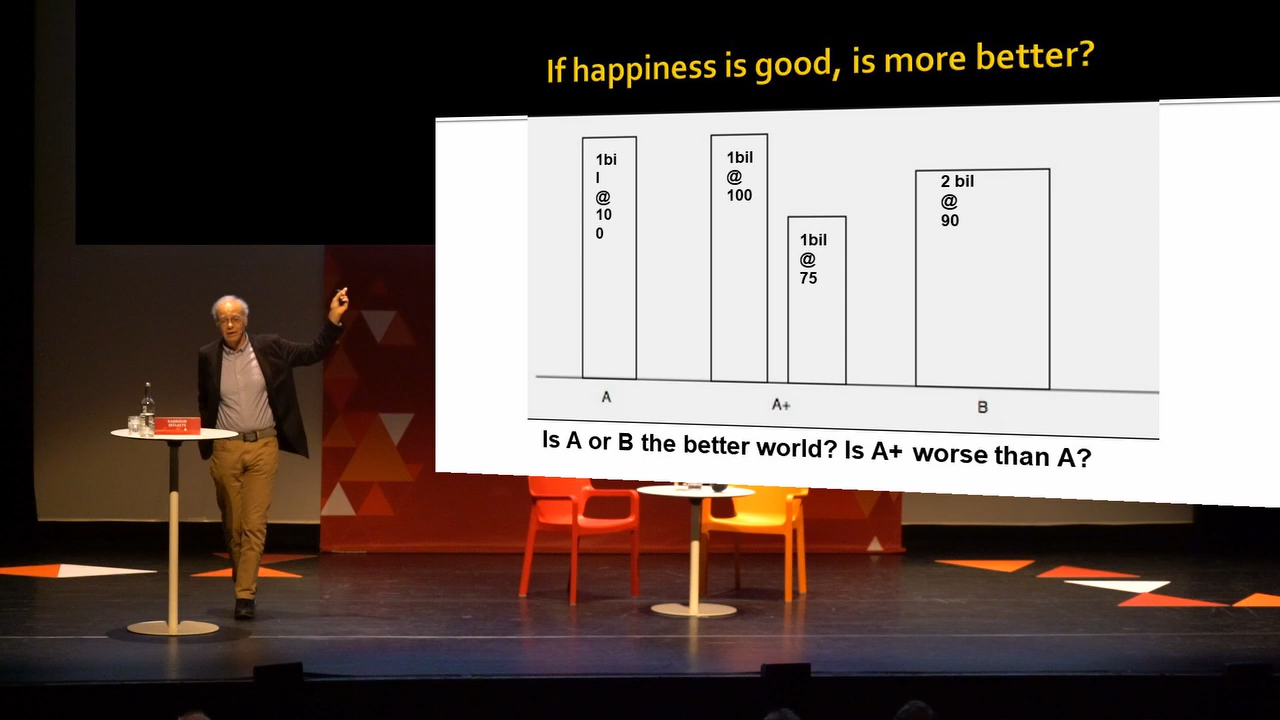 If happiness is good, is more better?
1bi
l
@
10
0
1bil
@
100
1bil
@
75
2 bil
@
90
A
A+
B
Is A or B the better world? Is A+ worse than A?